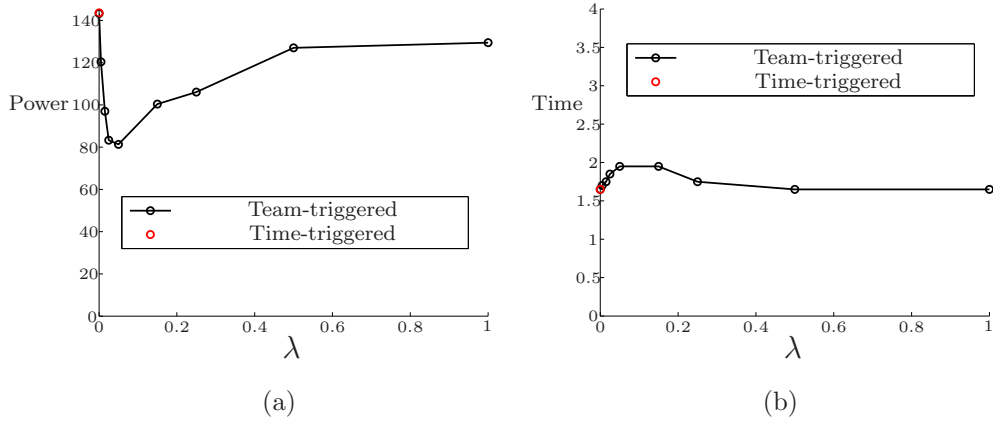 140
120
Power 100
80
60
Team-triggered
Time-triggered
40
20
0
0 0.2 0.4 0.6 0.8 1
λ
(a)
4
3.5
Team-triggered
Time-triggered
3
Time
2.5
2
1.5
1
0.5
0
0 0.2 0.4 0.6 0.8 1
λ
(b)